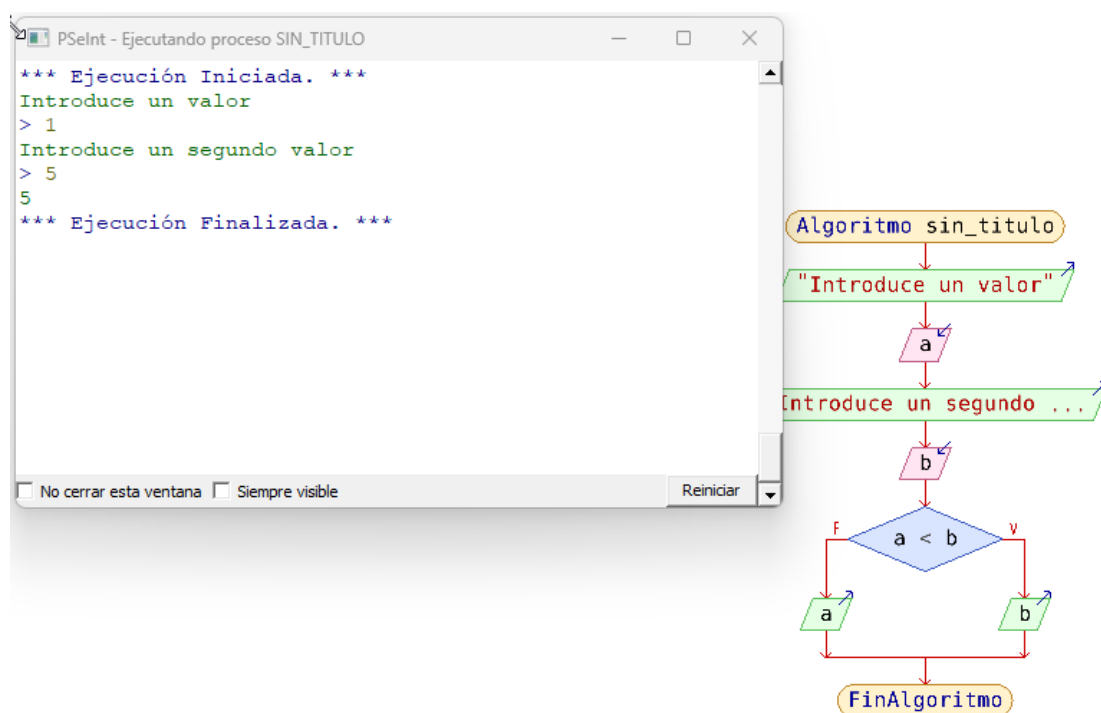 PSeInt - Ejecutando proceso SIN_TITULO
*** Ejecución Iniciada. ***
Introduce un valor
> 1
Introduce un segundo valor
> 5
5
*** Ejecución Finalizada. ***
No cerrar esta ventana Siempre visible Reiniciar
Algoritmo sin_titulo
"Introduce un valor"
a
Introduce un segundo ...
b
F a < b V
a b
FinAlgoritmo